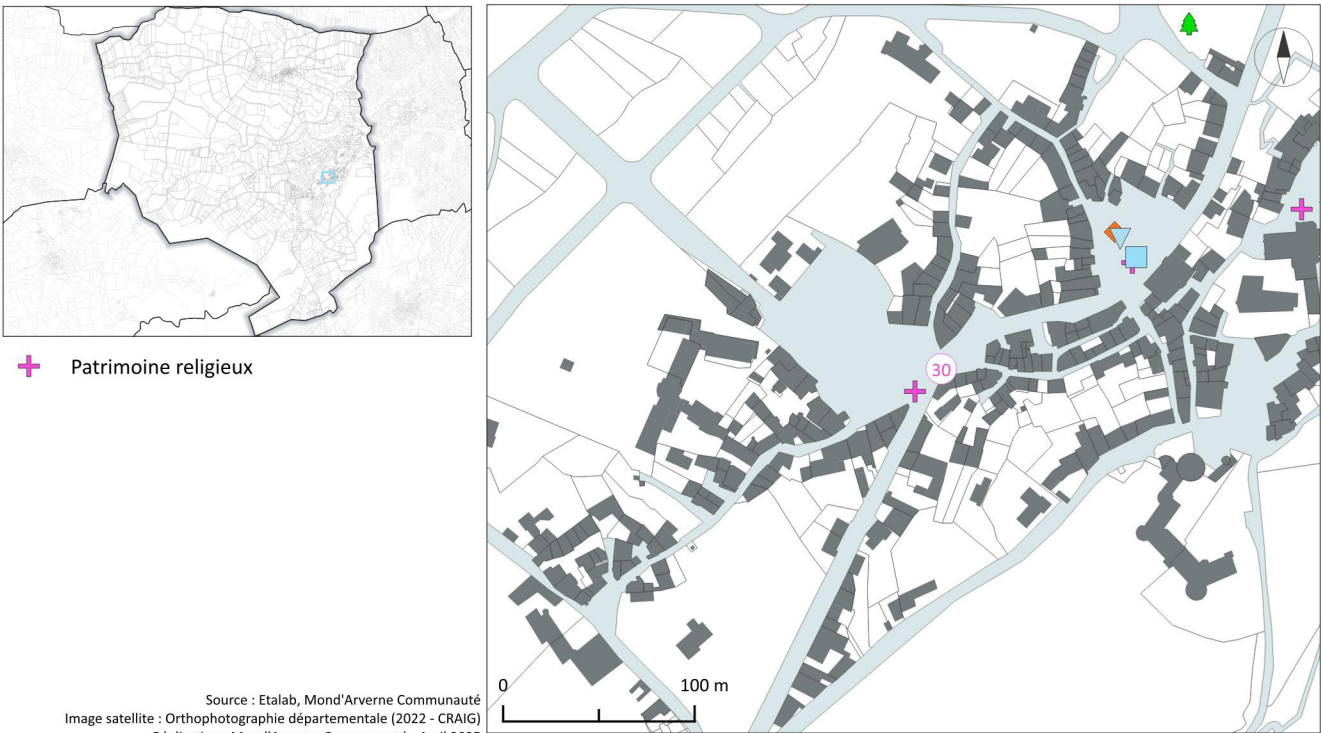 Patrimoine religieux
30
0 100 m
Source : Etalab, Mond'Arverne Communauté
Image satellite : Orthophotographie départementale (2022 - CRAIG)